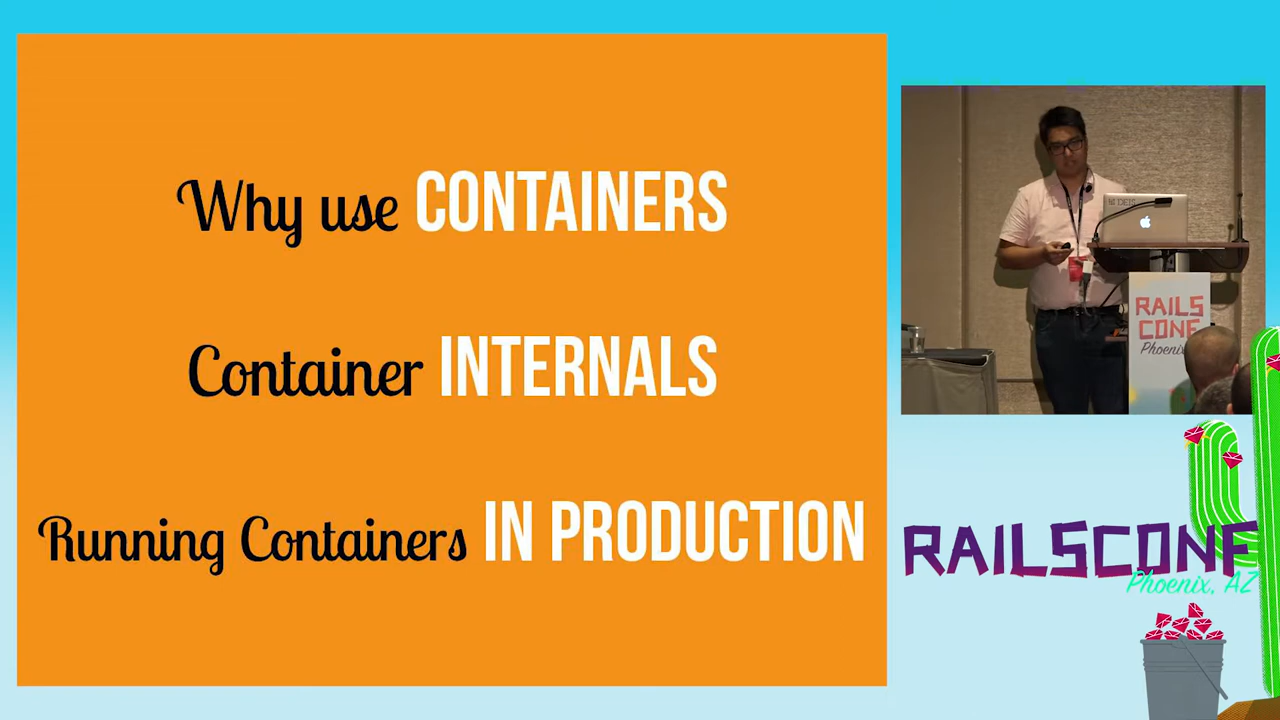 Why use CONTAINERS
Container INTERNALS
Running Containers IN PRODUCTION
RAILS
CONF
Phoenix
RAILSCONF
Phoenix, AZ